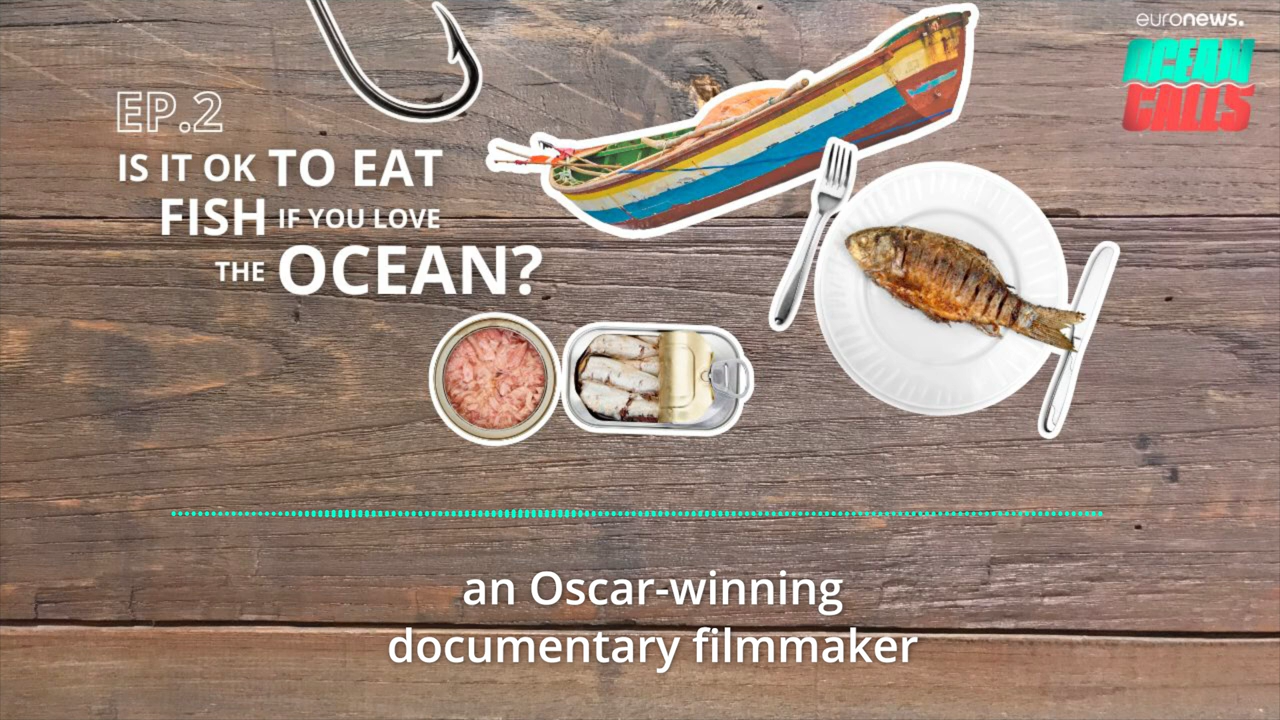 euronews.
OCEAN
CALLS
EP.2
IS IT OK TO EAT
FISH IF YOU LOVE
THE OCEAN?
an Oscar-winning
documentary filmmaker